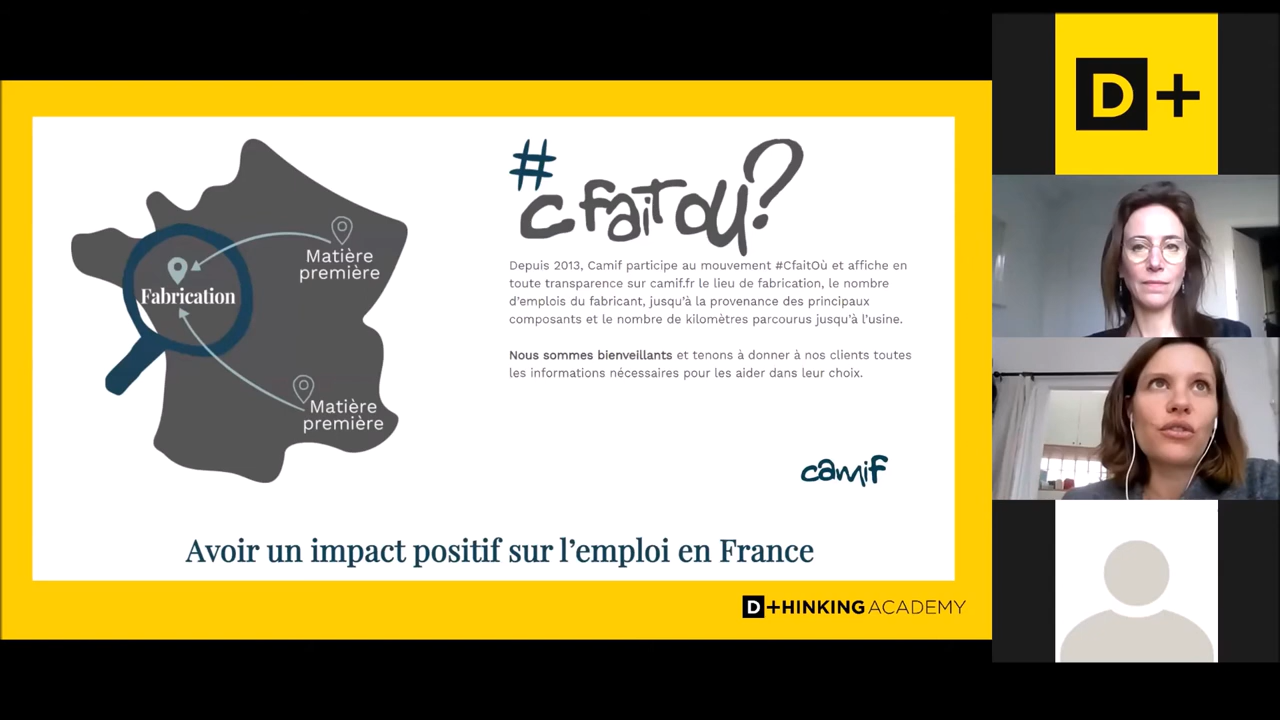 #
cfaitoù?
Matière
première
Fabrication
Matière
première
Depuis 2013, Camif participe au mouvement #CfaitOù et affiche en
toute transparence sur camif.fr le lieu de fabrication, le nombre
d'emplois du fabricant, jusqu'à la provenance des principaux
composants et le nombre de kilomètres parcourus jusqu'à l'usine.
Nous sommes bienveillants et tenons à donner à nos clients toutes
les informations nécessaires pour les aider dans leur choix.
camif
Avoir un impact positif sur l'emploi en France
D+HINKING ACADEMY
D+